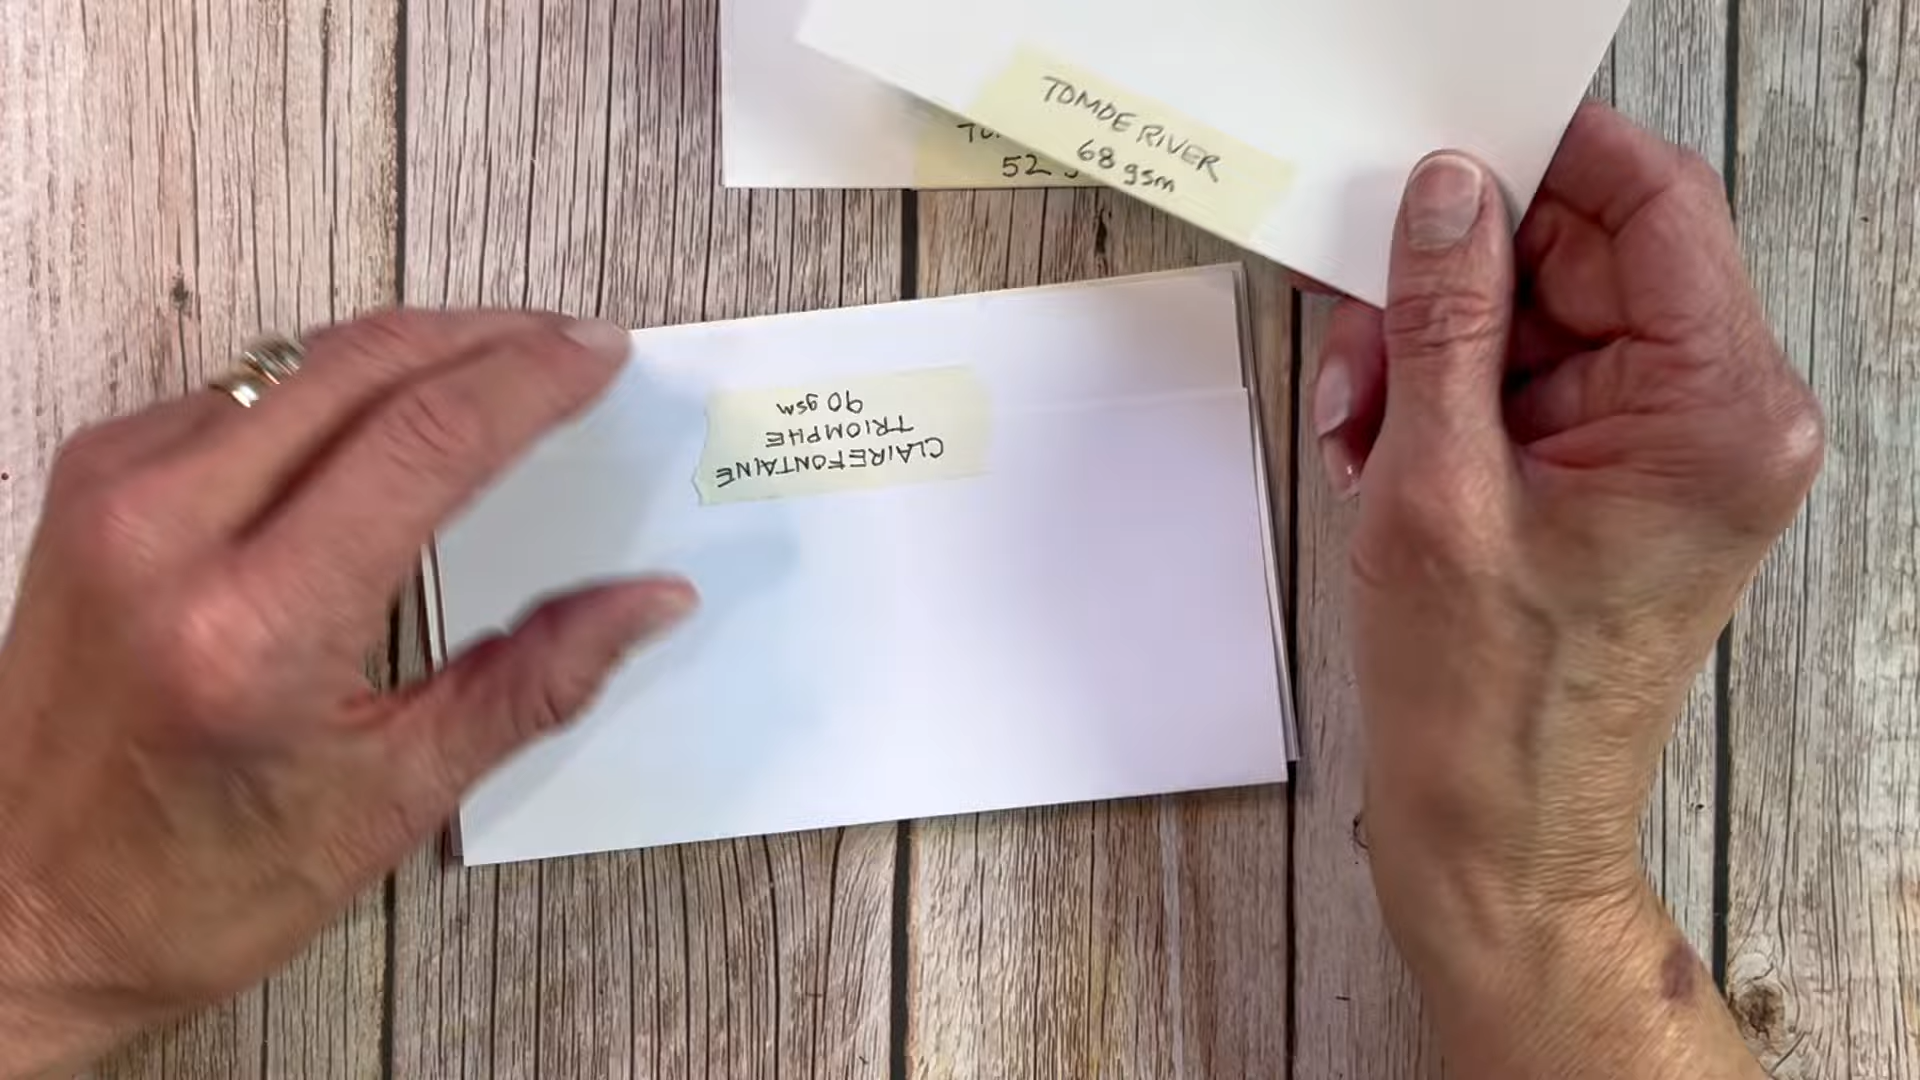 TOMOE RIVER
68 gsm
52
CLAIREFONTAINE
TRIOMPHE
90 gsm